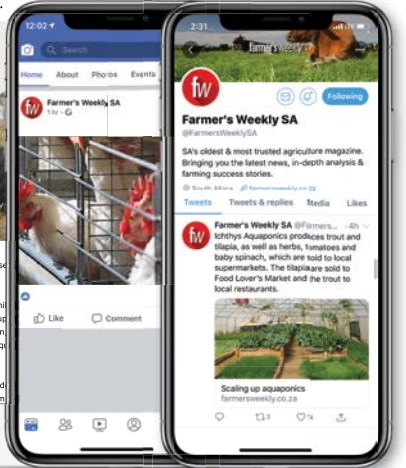 12:02
Search
Home About Photos Events
fw
Farmer's Weekly SA
1 hr
Like Comment
2:31
farmer's weekly
fw
Following
Farmer's Weekly SA
@FarmersWeeklySA
SA's oldest & most trusted agriculture magazine.
Bringing you the latest news, in-depth analysis &
farming success stories.
South Africa farmersweekly.co.za
Tweets Tweets & replies Media Likes
fw
Farmer's Weekly SA @Farmers... · 4h
Ichthys Aquaponics produces trout and
tilapia, as well as herbs, tomatoes and
baby spinach, which are sold to local
supermarkets. The tilapia are sold to
Food Lover's Market and the trout to
local restaurants.
Scaling up aquaponics
farmersweekly.co.za